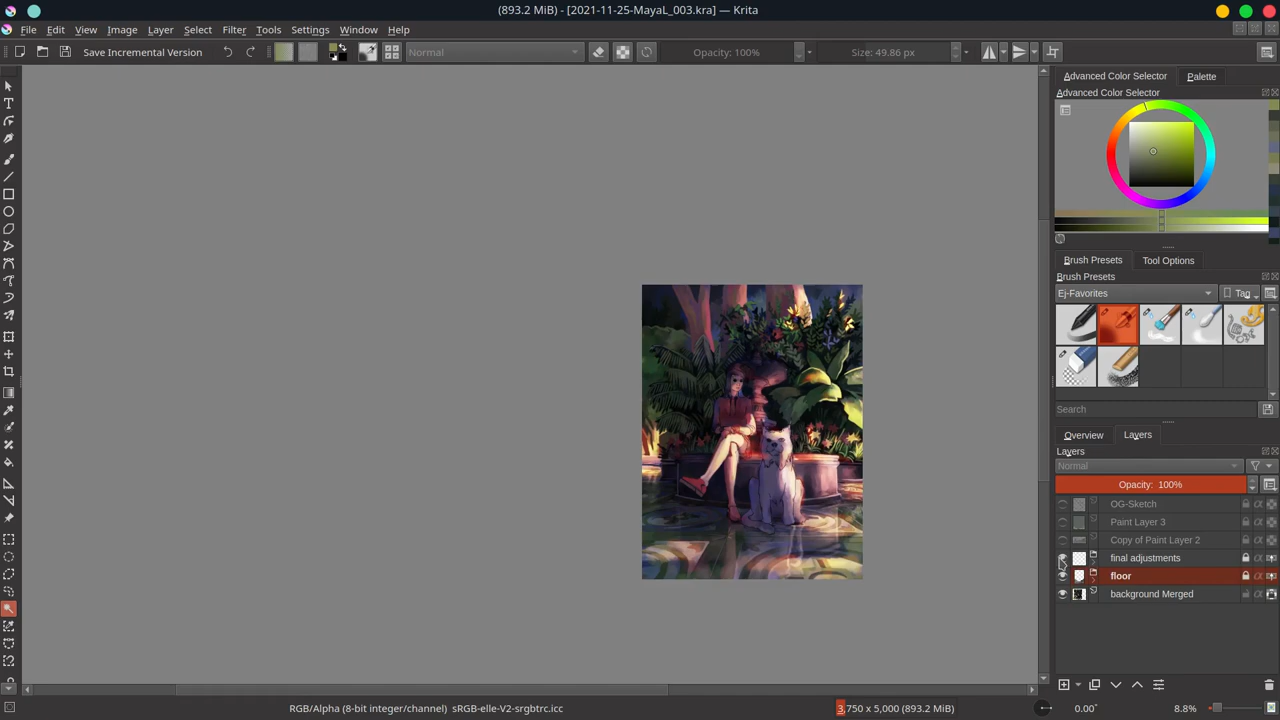 (893.2 MiB) - [2021-11-25-MayaL_003.kra] — Krita
File Edit View Image Layer Select Filter Tools Settings Window Help
Save Incremental Version
Normal
Opacity: 100%
Size: 49.86 px
Advanced Color Selector
Palette
Advanced Color Selector
Brush Presets
Tool Options
Brush Presets
Ej-Favorites
Tag
Search
Overview
Layers
Layers
Normal
Opacity: 100%
OG-Sketch
Paint Layer 3
Copy of Paint Layer 2
final adjustments
floor
background Merged
RGB/Alpha (8-bit integer/channel) sRGB-elle-V2-srgbtrc.icc
3,750 x 5,000 (893.2 MiB)
0.00°
8.8%